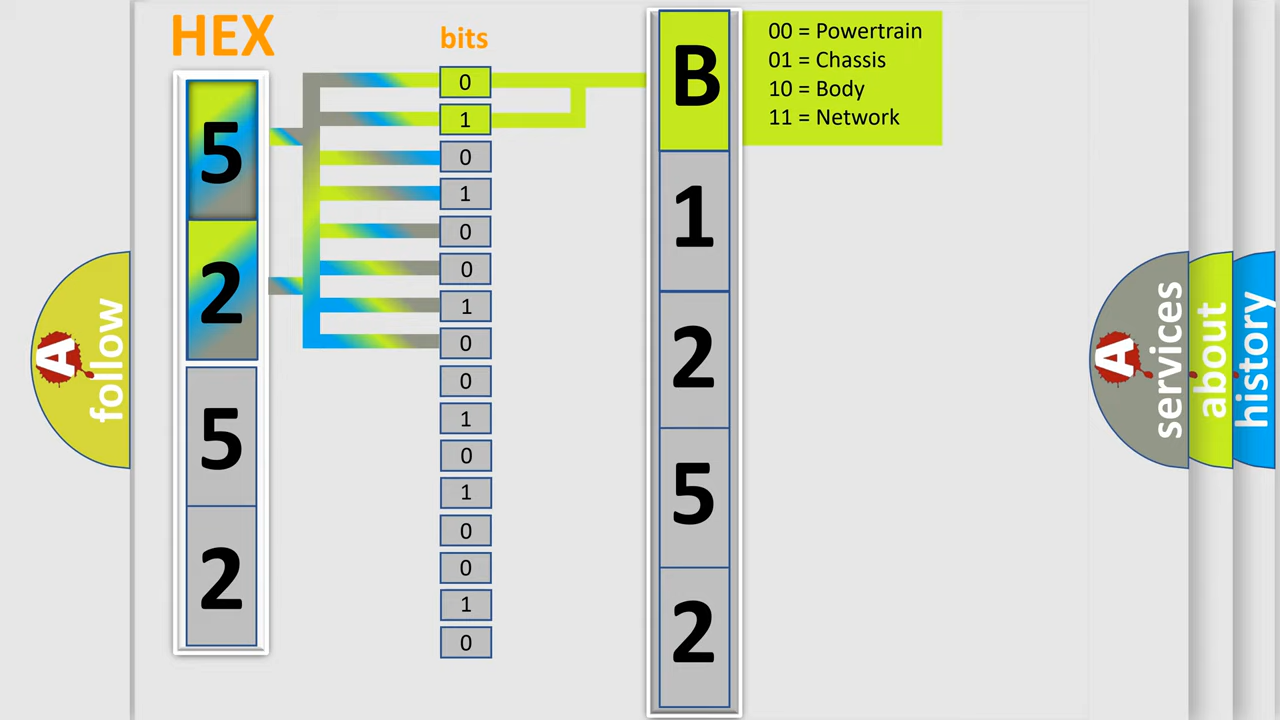 HEX
bits
5
2
5
2
0
1
0
1
0
0
1
0
0
1
0
1
0
0
1
0
B
1
2
5
2
00 = Powertrain
01 = Chassis
10 = Body
11 = Network
A follow
A services
about
history